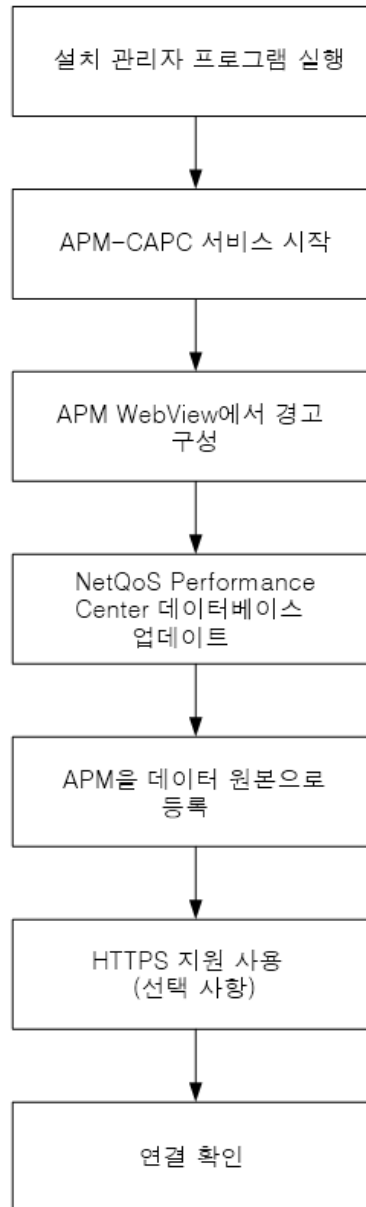 설치 관리자 프로그램 실행
APM-CAPC 서비스 시작
APM WebView에서 경고
구성
NetQoS Performance
Center 데이터베이스
업데이트
APM을 데이터 원본으로
등록
HTTPS 지원 사용
(선택 사항)
연결 확인